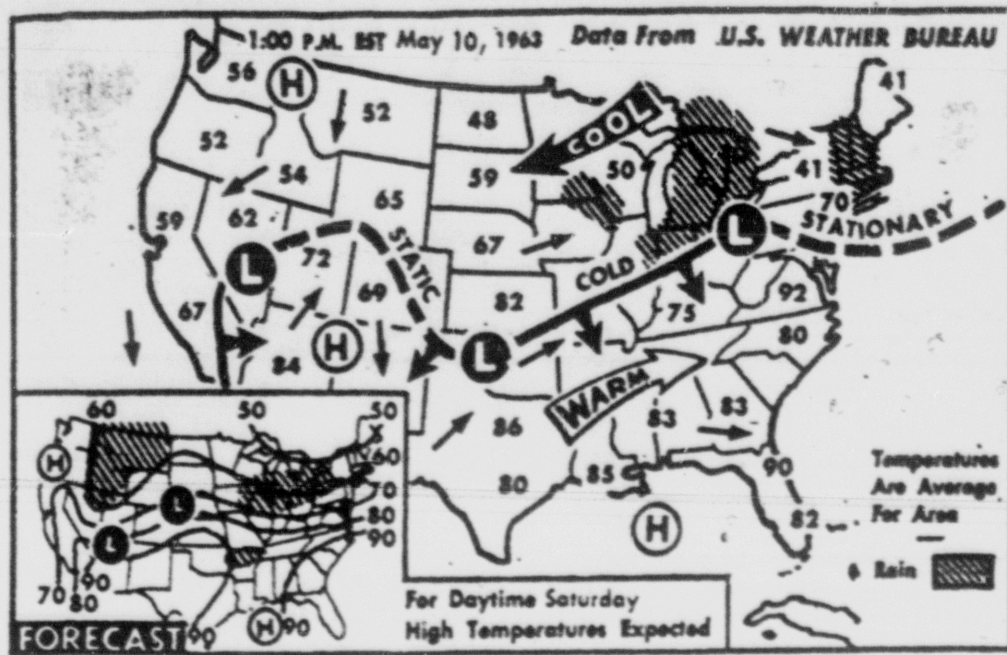 1:00 P.M. EST May 10, 1963 Data From U.S. WEATHER BUREAU
56 H 52 48 COOL 41
52 54 59 50 41
59 62 65 67 70 STATIONARY
L 72 STATIC COLD L
67 69 82 75 92
84 H L 80
WARM
86 83 83
80 85 90
H 82
Temperatures
Are Average
For Area
Rain
60 50 50
H 60
L 70
80
L 90
90
70 80
H 90
90
FORECAST
For Daytime Saturday
High Temperatures Expected